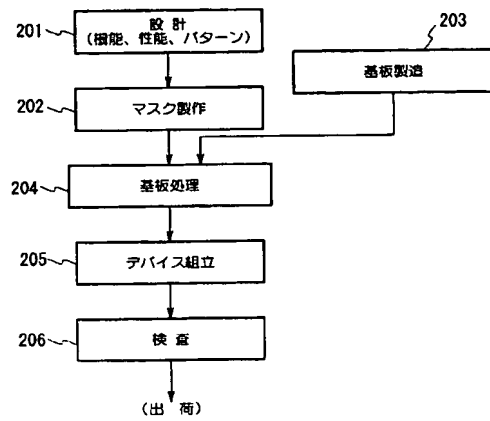 201
設 計
(機能、性能、パターン)
203
基板製造
202
マスク製作
204
基板処理
205
デバイス組立
206
検 査
(出 荷)